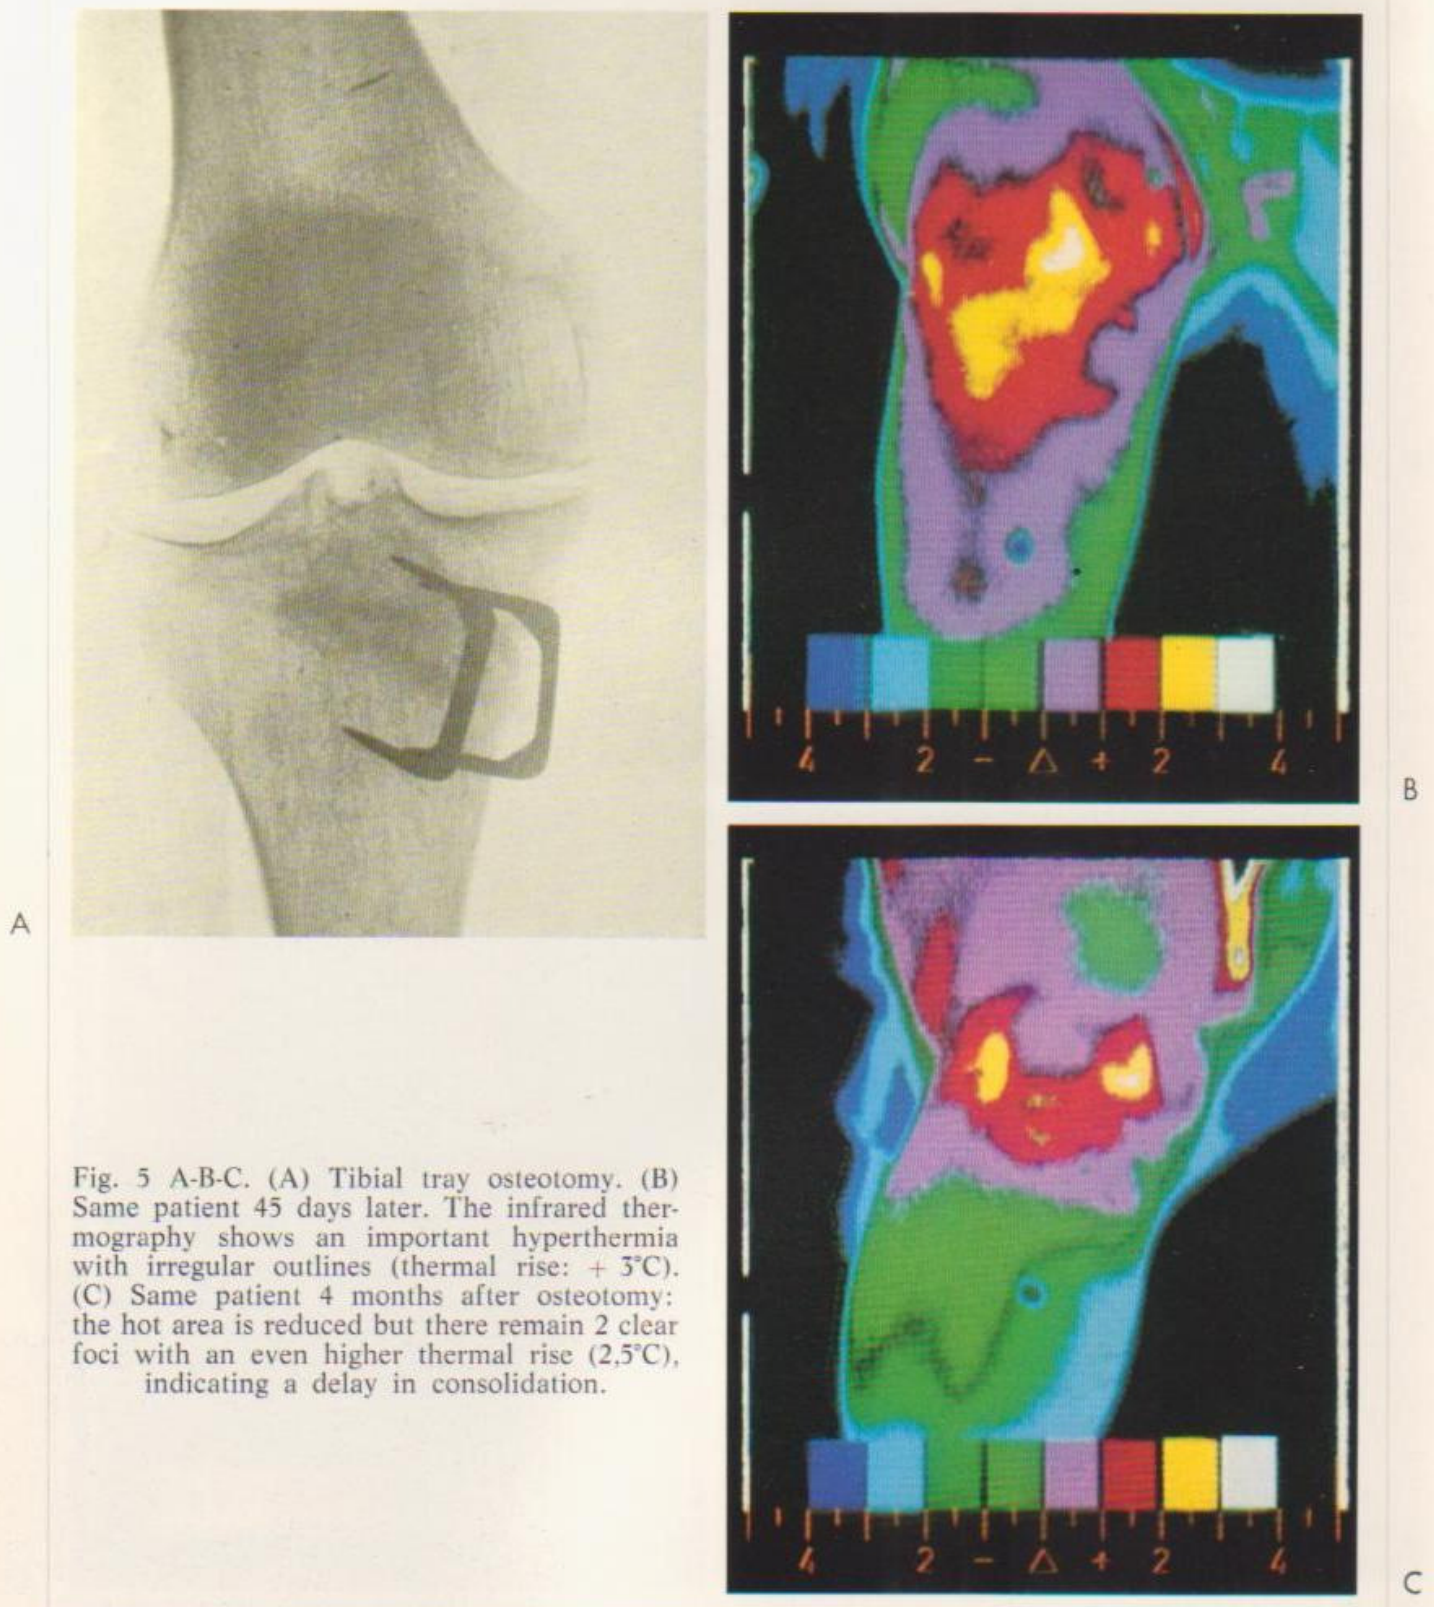 4 2 - Δ + 2 4
B
A
Fig. 5 A-B-C. (A) Tibial tray osteotomy. (B)
Same patient 45 days later. The infrared ther-
mography shows an important hyperthermia
with irregular outlines (thermal rise: + 3°C).
(C) Same patient 4 months after osteotomy:
the hot area is reduced but there remain 2 clear
foci with an even higher thermal rise (2,5°C),
indicating a delay in consolidation.
4 2 - Δ + 2 4
C